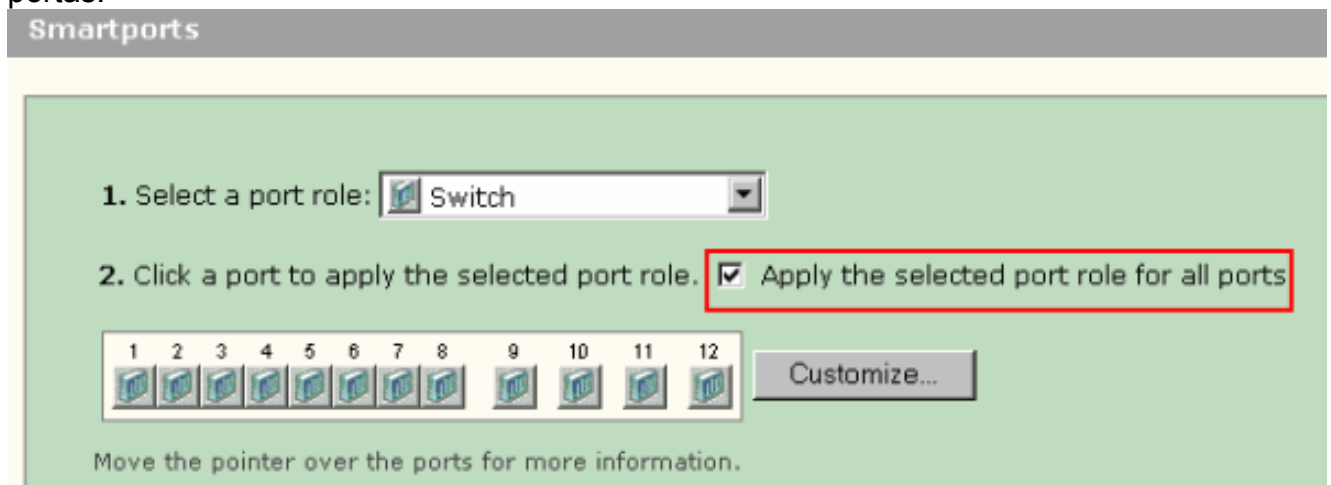 portas.
Smartports
1. Select a port role: Switch
2. Click a port to apply the selected port role. Apply the selected port role for all ports
1 2 3 4 5 6 7 8 9 10 11 12
Customize...
Move the pointer over the ports for more information.